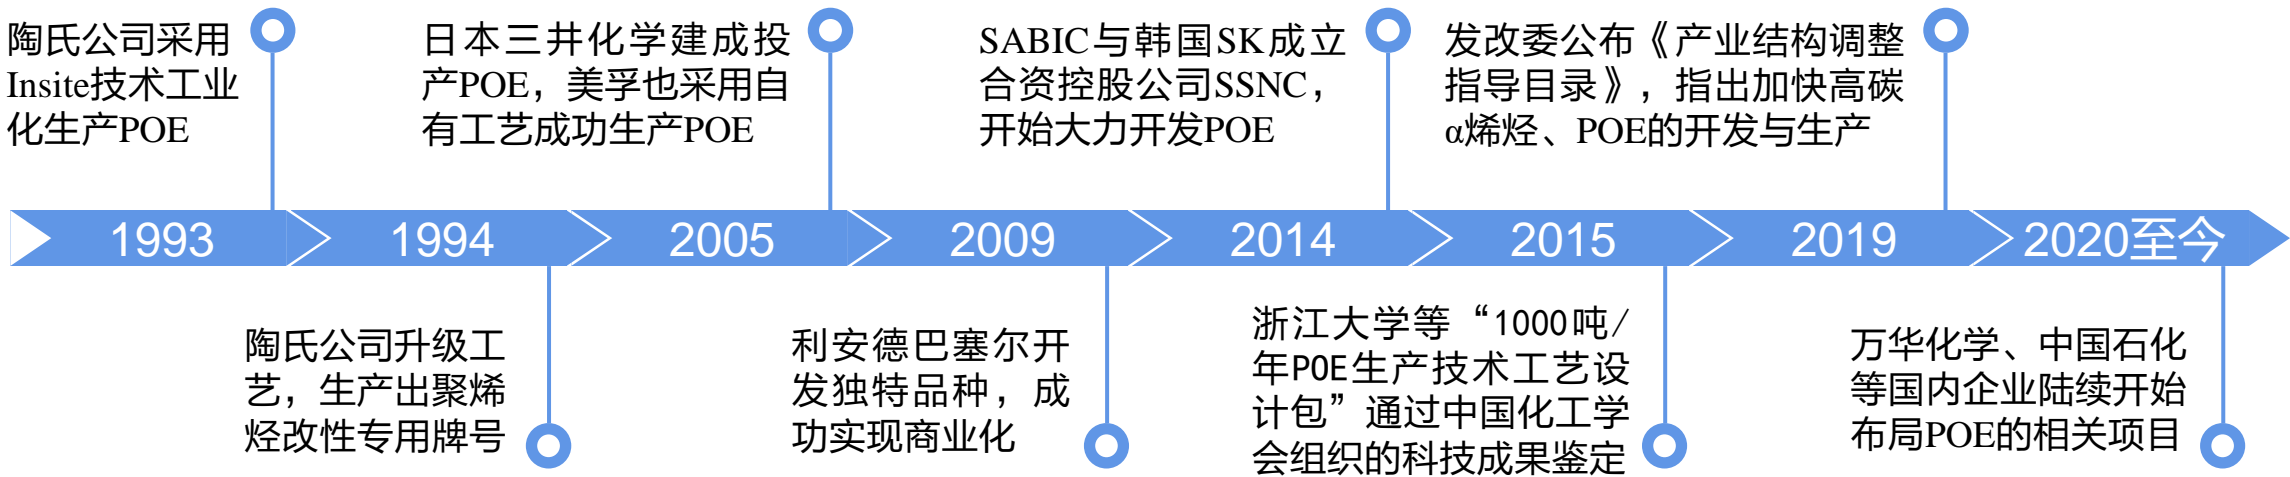 陶氏公司采用
Insite技术工业
化生产POE
日本三井化学建成投
产POE，美孚也采用自
有工艺成功生产POE
SABIC与韩国SK成立
合资控股公司SSNC，
开始大力开发POE
发改委公布《产业结构调整
指导目录》，指出加快高碳
α烯烃、POE的开发与生产
1993
1994
2005
2009
2014
2015
2019
2020至今
陶氏公司升级工
艺，生产出聚烯
烃改性专用牌号
利安德巴塞尔开
发独特品种，成
功实现商业化
浙江大学等“1000吨/
年POE生产技术工艺设
计包”通过中国化工学
会组织的科技成果鉴定
万华化学、中国石化
等国内企业陆续开始
布局POE的相关项目